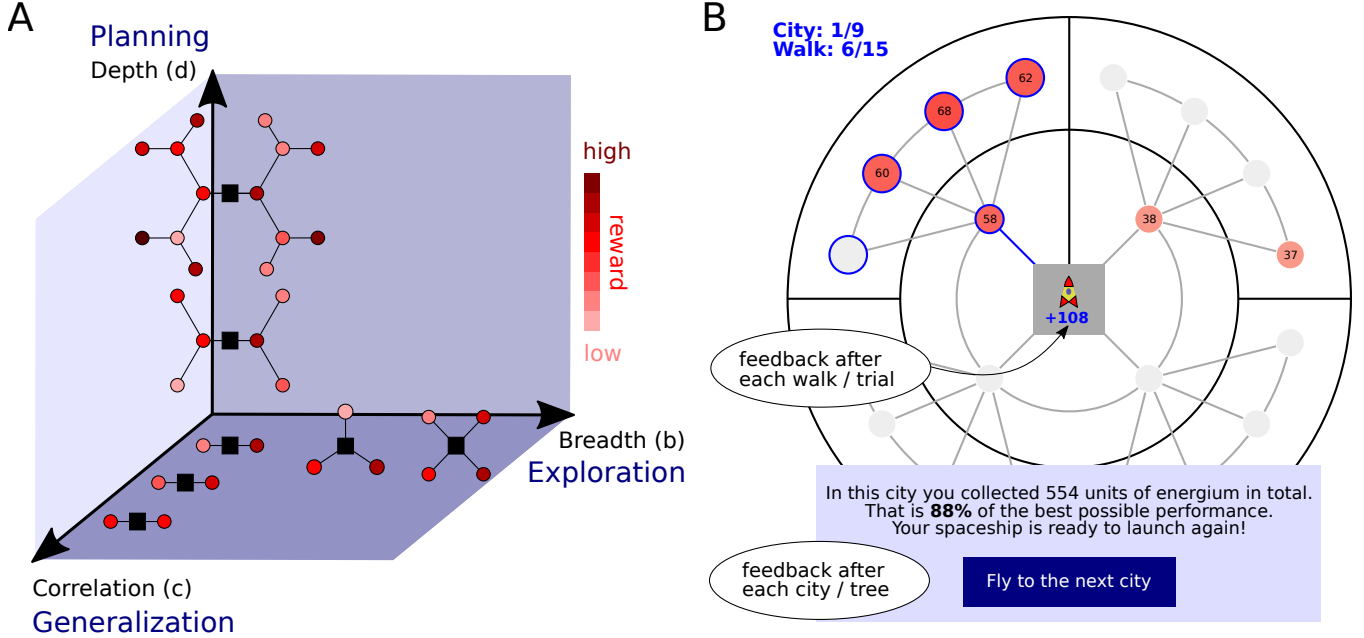 A
Planning
Depth (d)
high
reward
low
Breadth (b)
Exploration
Correlation (c)
Generalization
B
City: 1/9
Walk: 6/15
62
68
60
58
38
37
+108
feedback after
each walk / trial
In this city you collected 554 units of energium in total.
That is 88% of the best possible performance.
Your spaceship is ready to launch again!
feedback after
each city / tree
Fly to the next city